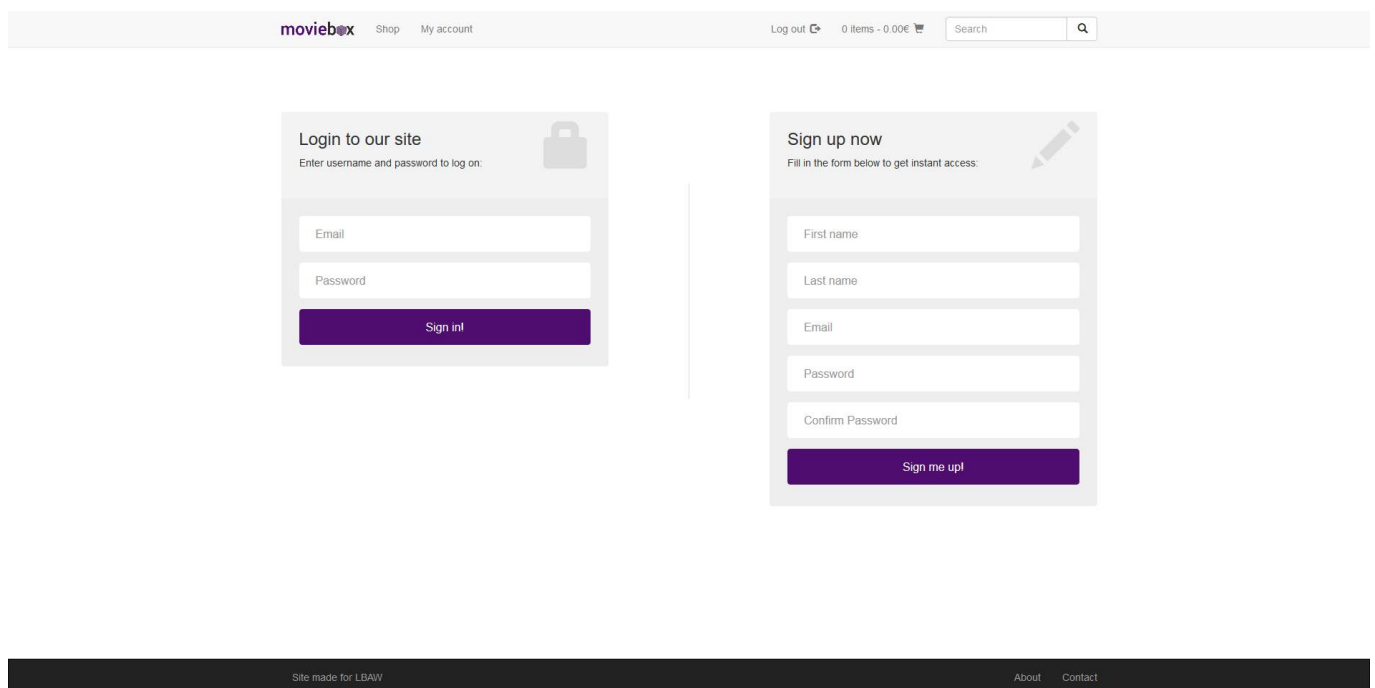 moviebox Shop My account Log out 0 items - 0.00€ Search
Login to our site
Enter username and password to log on:
Email
Password
Sign in!
Sign up now
Fill in the form below to get instant access:
First name
Last name
Email
Password
Confirm Password
Sign me up!
Site made for LBAW About Contact